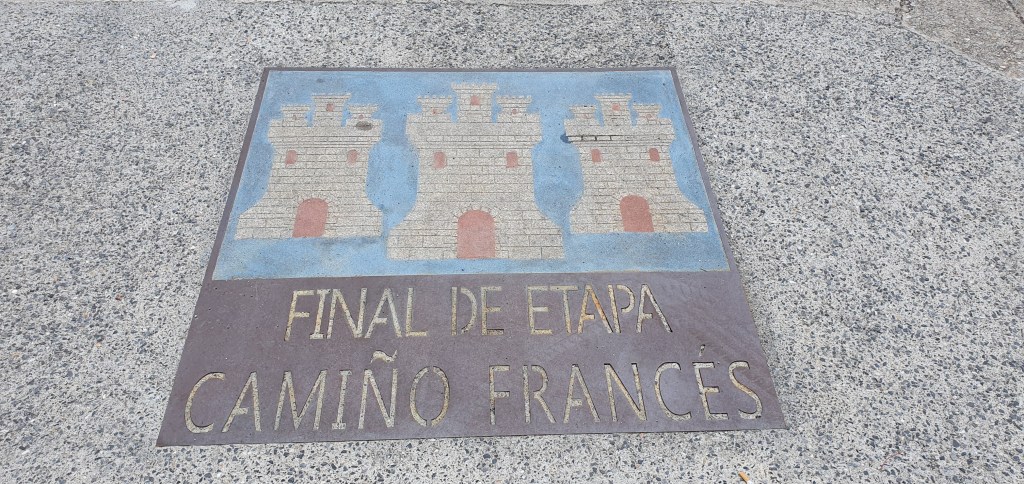 FINAL DE ETAPA
CAMIÑO FRANCÉS